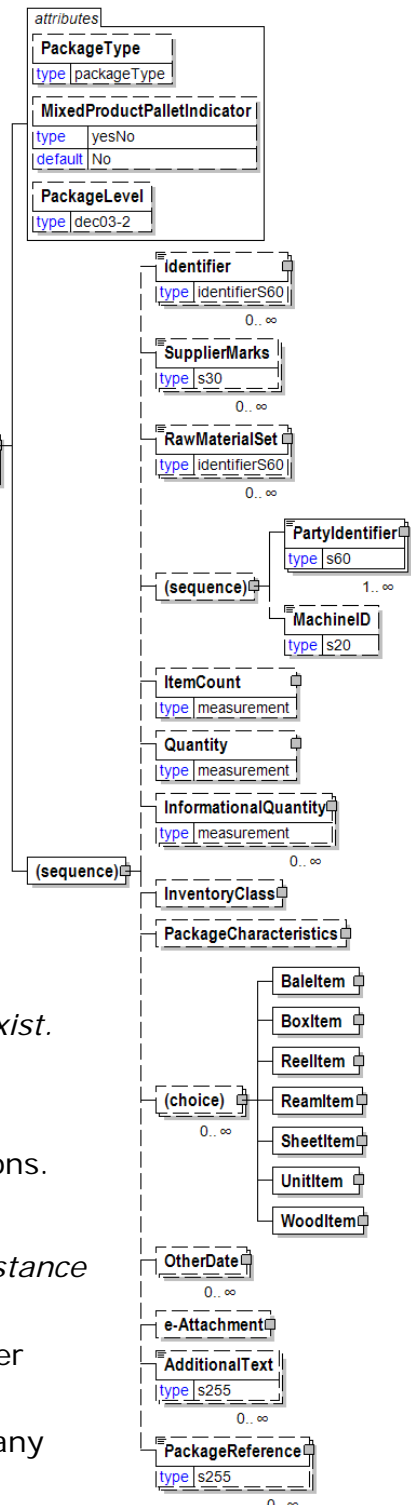 attributes
PackageType
type packageType
MixedProductPalletIndicator
type yesNo
default No
PackageLevel
type dec03-2
Identifier
type identifierS60
0.. ∞
SupplierMarks
type s30
0.. ∞
RawMaterialSet
type identifierS60
0.. ∞
(sequence)
PartyIdentifier
type s60
1.. ∞
MachineID
type s20
ItemCount
type measurement
Quantity
type measurement
InformationalQuantity
type measurement
0.. ∞
(sequence)
InventoryClass
PackageCharacteristics
(choice)
0.. ∞
BaleItem
BoxItem
ReelItem
ReamItem
SheetItem
UnitItem
WoodItem
OtherDate
0.. ∞
e-Attachment
AdditionalText
type s255
0.. ∞
PackageReference
type s255
0.. ∞
xist.
ons.
stance
er
any